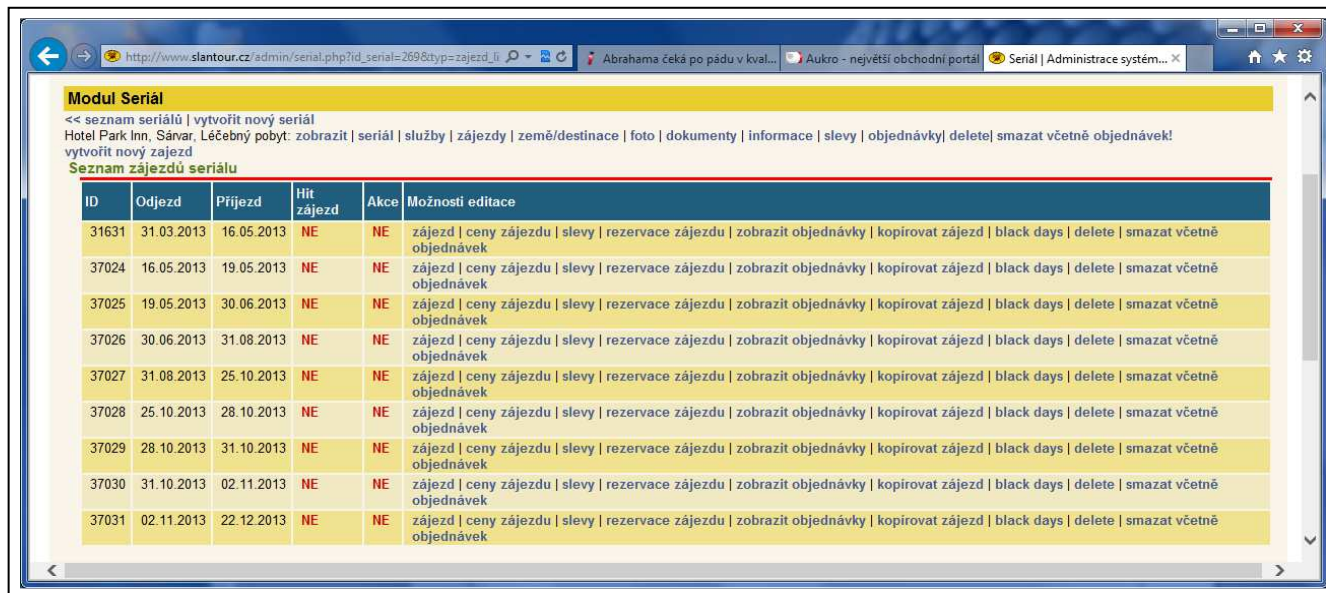 http://www.slantour.cz/admin/serial.php?id_serial=269&typ=zajezd_li
Abrahama čeká po pádu v kval...
Aukro - největší obchodní portál
Seriál | Administrace systém...
Modul Seriál
<< seznam seriálů | vytvořit nový seriál
Hotel Park Inn, Sárvar, Léčebný pobyt: zobrazit | seriál | služby | zájezdy | země/destinace | foto | dokumenty | informace | slevy | objednávky| delete| smazat včetně objednávek!
vytvořit nový zajezd
Seznam zájezdů seriálu
ID Odjezd Příjezd Hit zájezd Akce Možnosti editace
31631 31.03.2013 16.05.2013 NE NE zájezd | ceny zájezdu | slevy | rezervace zájezdu | zobrazit objednávky | kopírovat zájezd | black days | delete | smazat včetně
objednávek
37024 16.05.2013 19.05.2013 NE NE zájezd | ceny zájezdu | slevy | rezervace zájezdu | zobrazit objednávky | kopírovat zájezd | black days | delete | smazat včetně
objednávek
37025 19.05.2013 30.06.2013 NE NE zájezd | ceny zájezdu | slevy | rezervace zájezdu | zobrazit objednávky | kopírovat zájezd | black days | delete | smazat včetně
objednávek
37026 30.06.2013 31.08.2013 NE NE zájezd | ceny zájezdu | slevy | rezervace zájezdu | zobrazit objednávky | kopírovat zájezd | black days | delete | smazat včetně
objednávek
37027 31.08.2013 25.10.2013 NE NE zájezd | ceny zájezdu | slevy | rezervace zájezdu | zobrazit objednávky | kopírovat zájezd | black days | delete | smazat včetně
objednávek
37028 25.10.2013 28.10.2013 NE NE zájezd | ceny zájezdu | slevy | rezervace zájezdu | zobrazit objednávky | kopírovat zájezd | black days | delete | smazat včetně
objednávek
37029 28.10.2013 31.10.2013 NE NE zájezd | ceny zájezdu | slevy | rezervace zájezdu | zobrazit objednávky | kopírovat zájezd | black days | delete | smazat včetně
objednávek
37030 31.10.2013 02.11.2013 NE NE zájezd | ceny zájezdu | slevy | rezervace zájezdu | zobrazit objednávky | kopírovat zájezd | black days | delete | smazat včetně
objednávek
37031 02.11.2013 22.12.2013 NE NE zájezd | ceny zájezdu | slevy | rezervace zájezdu | zobrazit objednávky | kopírovat zájezd | black days | delete | smazat včetně
objednávek